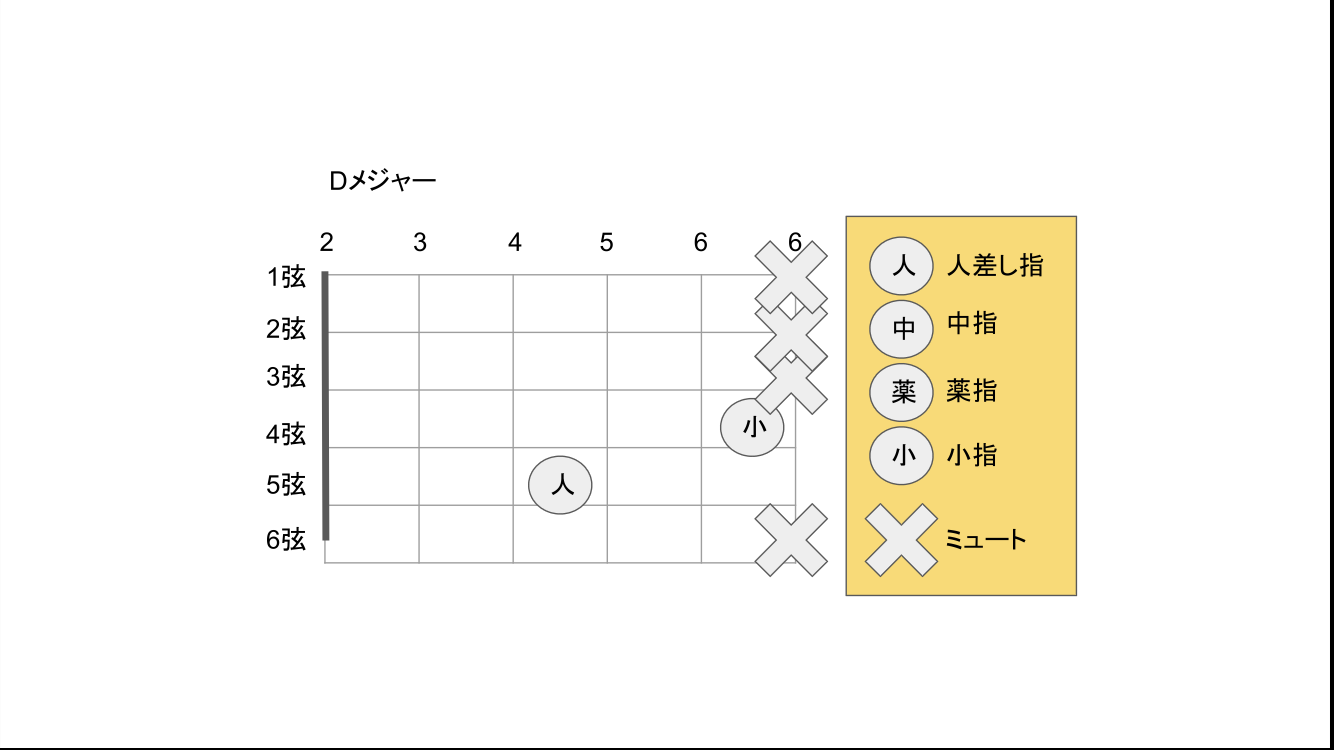 Dメジャー
2 3 4 5 6 6
1弦
2弦
3弦
4弦 小
5弦 人
6弦
人 人差し指
中 中指
薬 薬指
小 小指
ミュート